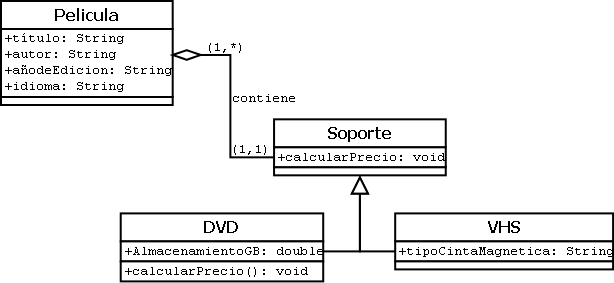 Pelicula
+título: String
+autor: String
+añodeEdicion: String
+idioma: String
(1,*)
contiene
(1,1)
Soporte
+calcularPrecio: void
DVD
+AlmacenamientoGB: double
+calcularPrecio(): void
VHS
+tipoCintaMagnetica: String